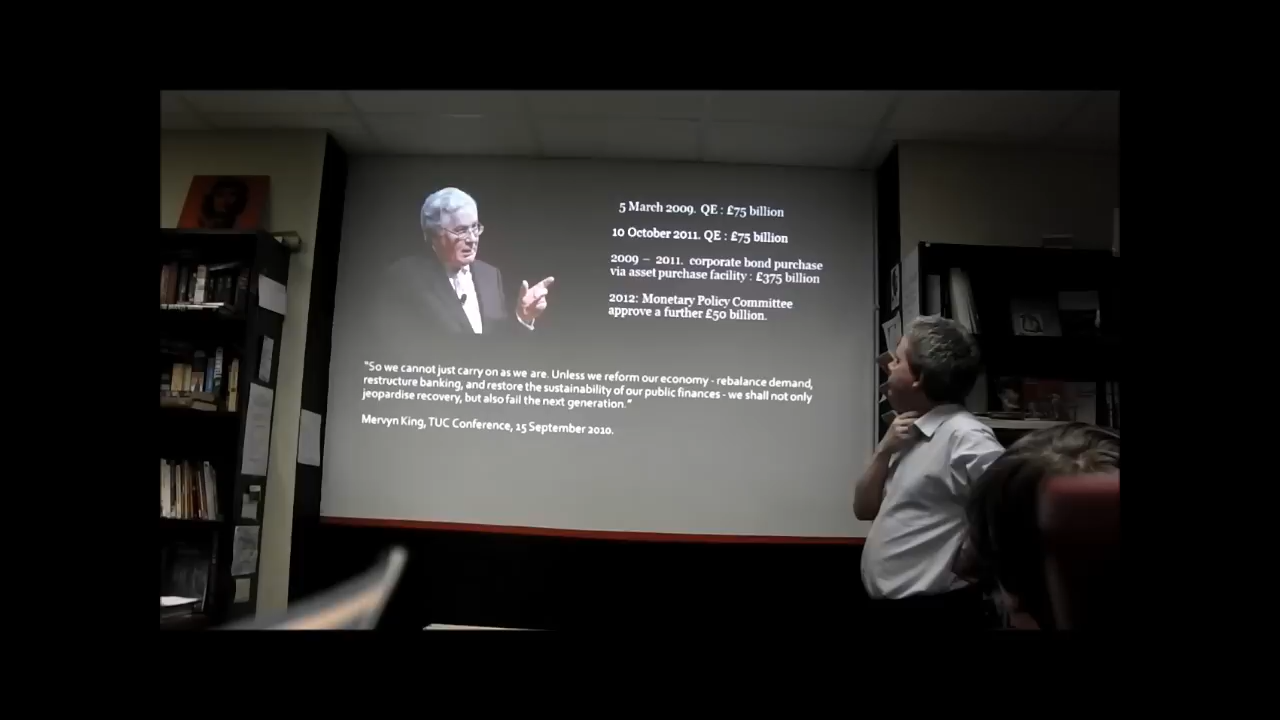 5 March 2009. QE : £75 billion
10 October 2011. QE : £75 billion
2009 – 2011. corporate bond purchase
via asset purchase facility : £375 billion
2012: Monetary Policy Committee
approve a further £50 billion.
"So we cannot just carry on as we are. Unless we reform our economy - rebalance demand,
restructure banking, and restore the sustainability of our public finances - we shall not only
jeopardise recovery, but also fail the next generation."
Mervyn King, TUC Conference, 15 September 2010.